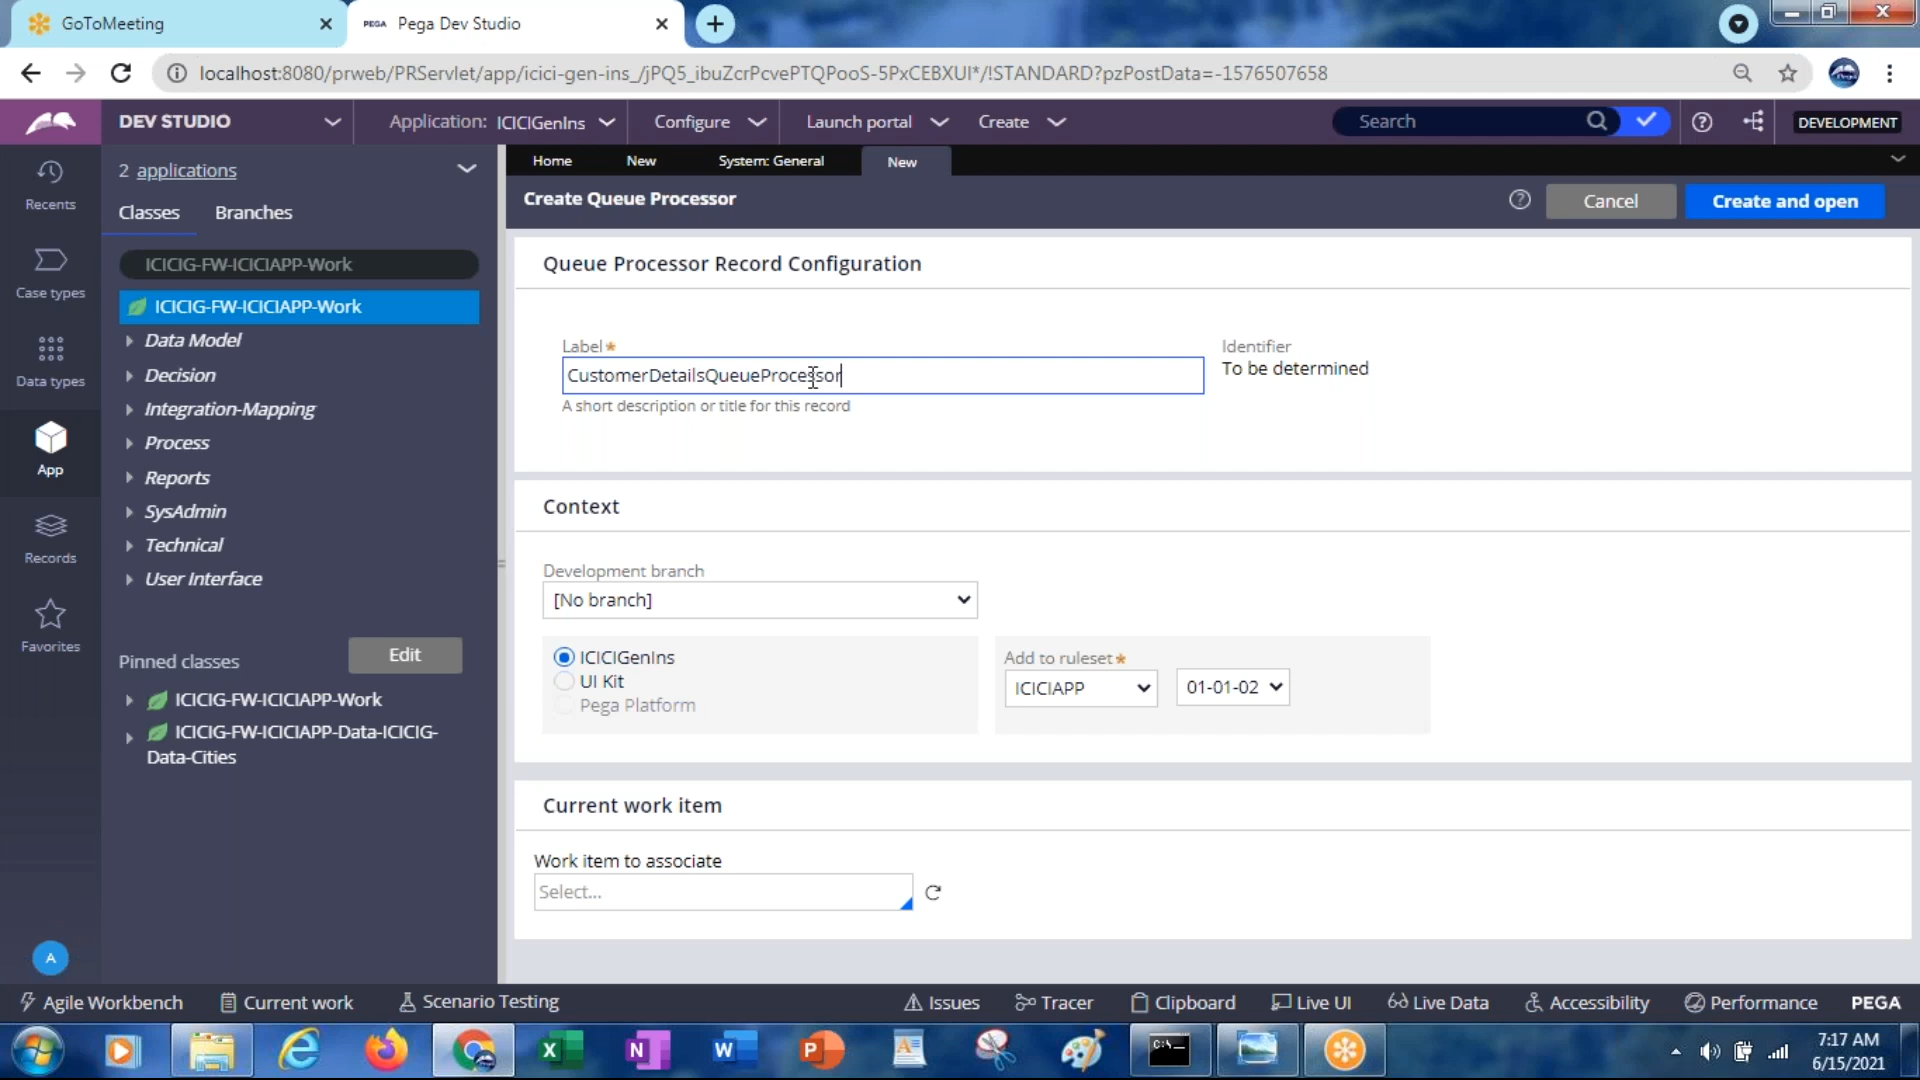 GoToMeeting
PEGA Pega Dev Studio
localhost:8080/prweb/PRServlet/app/icici-gen-ins_/jPQ5_ibuZcrPcvePTQPooS-5PxCEBXUI*/!STANDARD?pzPostData=-1576507658
DEV STUDIO Application: ICICIGenIns Configure Launch portal Create Search DEVELOPMENT
Recents
Case types
Data types
App
Records
Favorites
A
2 applications
Classes Branches
ICICIG-FW-ICICIAPP-Work
ICICIG-FW-ICICIAPP-Work
Data Model
Decision
Integration-Mapping
Process
Reports
SysAdmin
Technical
User Interface
Pinned classes Edit
ICICIG-FW-ICICIAPP-Work
ICICIG-FW-ICICIAPP-Data-ICICIG-
Data-Cities
Home New System: General New
Create Queue Processor Cancel Create and open
Queue Processor Record Configuration
Label* Identifier
CustomerDetailsQueueProcessor To be determined
A short description or title for this record
Context
Development branch
[No branch]
ICICIGenIns
UI Kit
Pega Platform
Add to ruleset*
ICICIAPP 01-01-02
Current work item
Work item to associate
Select...
Agile Workbench Current work Scenario Testing Issues Tracer Clipboard Live UI Live Data Accessibility Performance PEGA
7:17 AM
6/15/2021